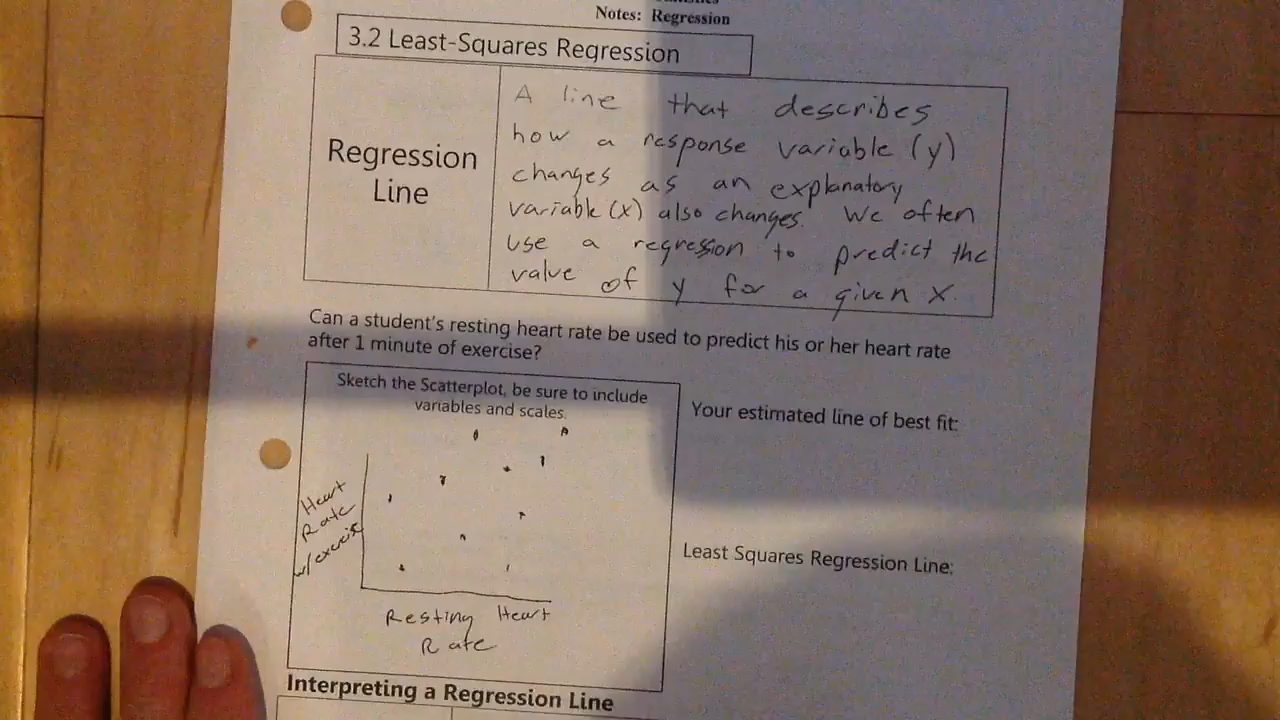 Notes: Regression
3.2 Least-Squares Regression
Regression
Line
A line that describes
how a response variable (y)
changes as an explanatory
variable (x) also changes. We often
use a regression to predict the
value of y for a given x.
Can a student's resting heart rate be used to predict his or her heart rate
after 1 minute of exercise?
Sketch the Scatterplot, be sure to include
variables and scales.
Heart
Rate
w/exercise
Resting Heart
Rate
Your estimated line of best fit:
Least Squares Regression Line:
Interpreting a Regression Line